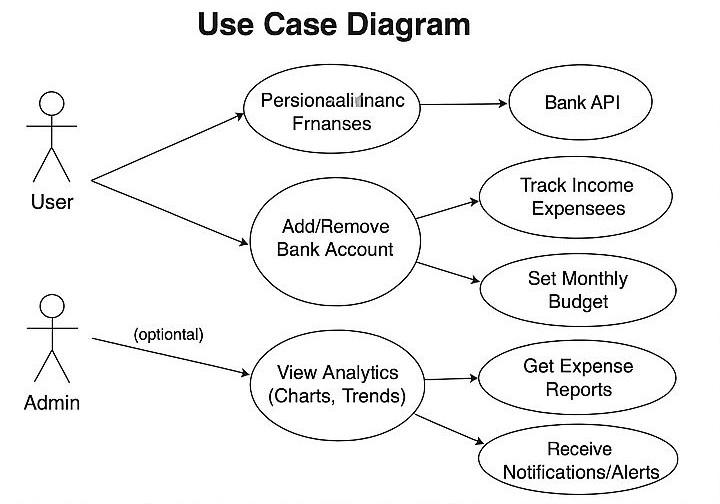 Use Case Diagram
Frnanses
Bank API
User
Add/Remove
Bank Account
Track Income
Expensees
Set Monthly
Budget
Admin
(optiontal)
View Analytics
(Charts, Trends)
Get Expense
Reports
Receive
Notifications/Alerts